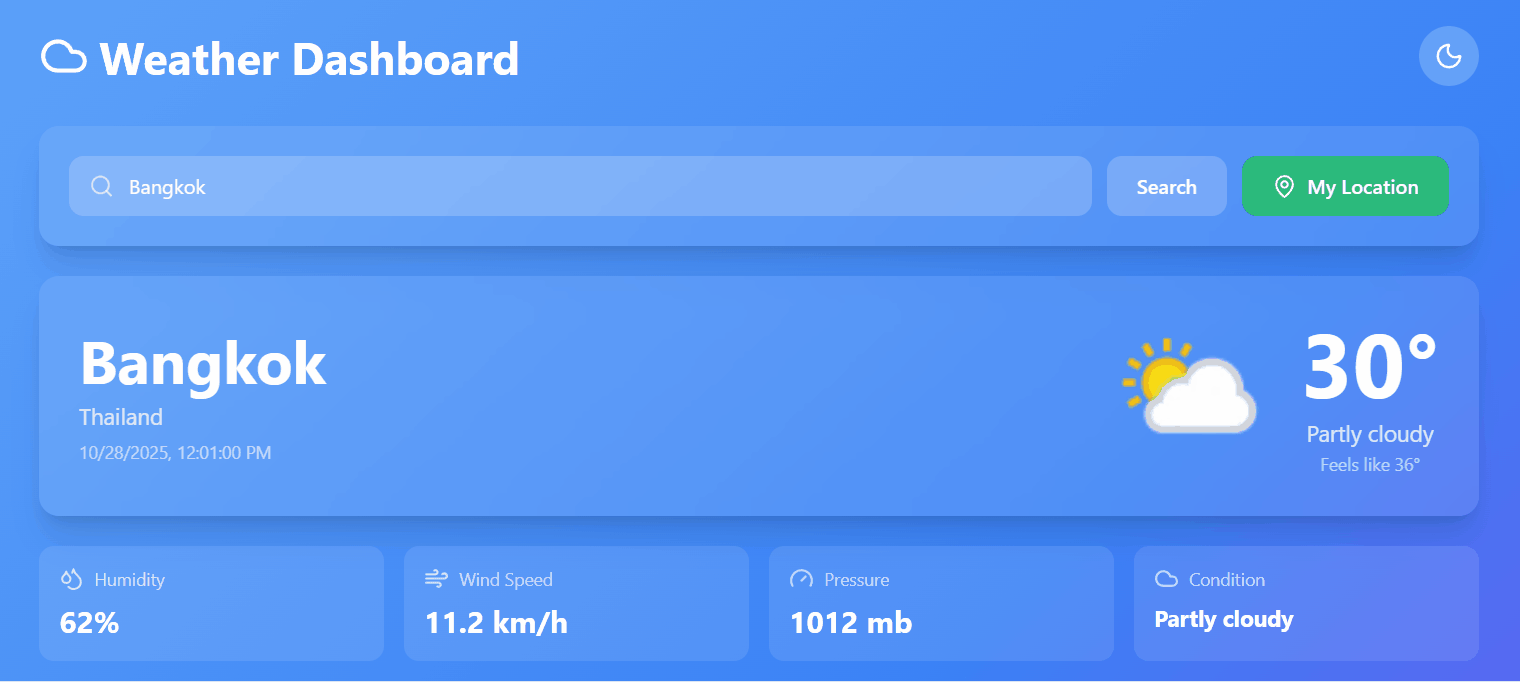 Weather Dashboard
Bangkok
Search
My Location
Bangkok
Thailand
10/28/2025, 12:01:00 PM
30°
Partly cloudy
Feels like 36°
Humidity
62%
Wind Speed
11.2 km/h
Pressure
1012 mb
Condition
Partly cloudy